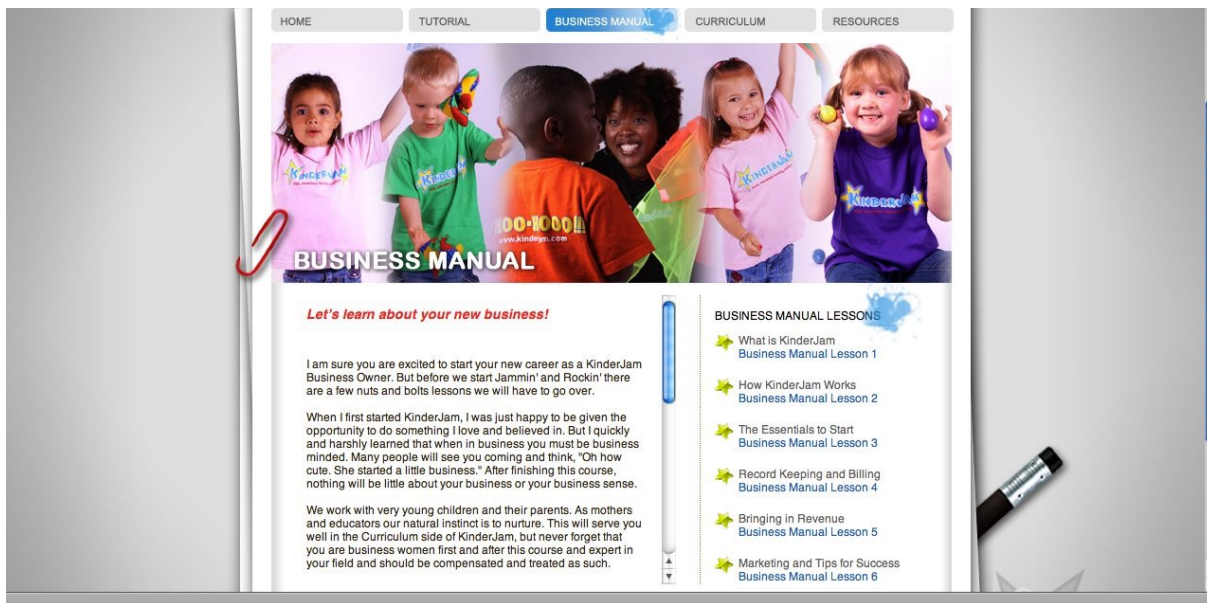 HOME
TUTORIAL
BUSINESS MANUAL
CURRICULUM
RESOURCES
KINDERJAM
KINDERJAM
HOO-HOOO!!
www.kinderjam.com
KINDERJAM
KINDERJAM
BUSINESS MANUAL
Let's learn about your new business!
I am sure you are excited to start your new career as a KinderJam
Business Owner. But before we start Jammin' and Rockin' there
are a few nuts and bolts lessons we will have to go over.
When I first started KinderJam, I was just happy to be given the
opportunity to do something I love and believed in. But I quickly
and harshly learned that when in business you must be business
minded. Many people will see you coming and think, "Oh how
cute. She started a little business." After finishing this course,
nothing will be little about your business or your business sense.
We work with very young children and their parents. As mothers
and educators our natural instinct is to nurture. This will serve you
well in the Curriculum side of KinderJam, but never forget that
you are business women first and after this course and expert in
your field and should be compensated and treated as such.
BUSINESS MANUAL LESSONS
What is KinderJam
Business Manual Lesson 1
How KinderJam Works
Business Manual Lesson 2
The Essentials to Start
Business Manual Lesson 3
Record Keeping and Billing
Business Manual Lesson 4
Bringing in Revenue
Business Manual Lesson 5
Marketing and Tips for Success
Business Manual Lesson 6